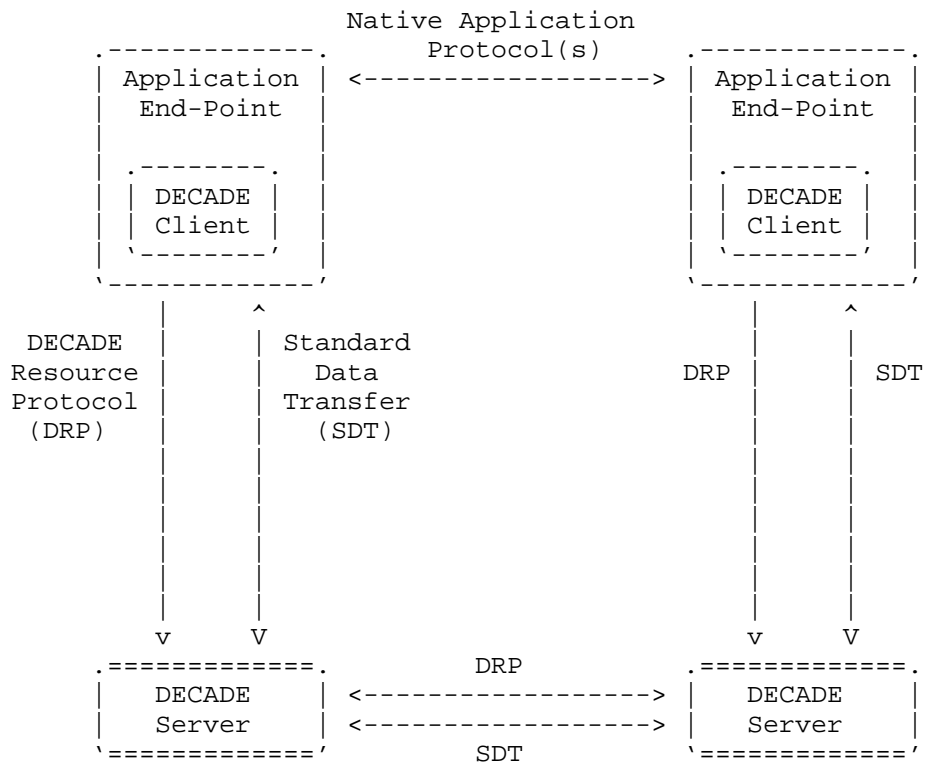 Native Application
Protocol(s)
Application
End-Point
Application
End-Point
DECADE
Client
DECADE
Client
DECADE
Resource
Protocol
(DRP)
Standard
Data
Transfer
(SDT)
DRP
SDT
DRP
DECADE
Server
DECADE
Server
SDT